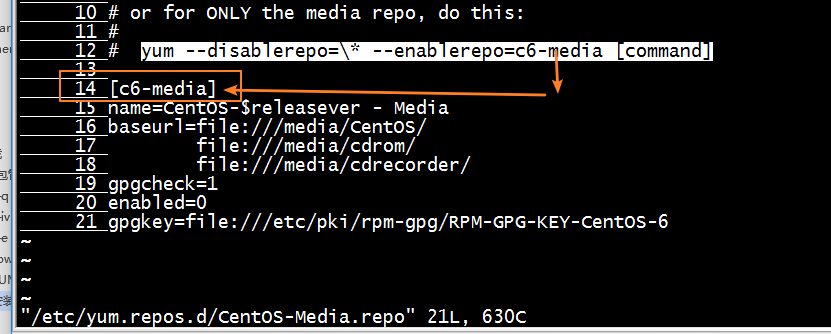 10 # or for ONLY the media repo, do this:
11 #
12 #  yum --disablerepo=\* --enablerepo=c6-media [command]
13
14 [c6-media]
15 name=CentOS-$releasever - Media
16 baseurl=file:///media/CentOS/
17         file:///media/cdrom/
18         file:///media/cdrecorder/
19 gpgcheck=1
20 enabled=0
21 gpgkey=file:///etc/pki/rpm-gpg/RPM-GPG-KEY-CentOS-6
~
~
~
~
"/etc/yum.repos.d/CentOS-Media.repo" 21L, 630C